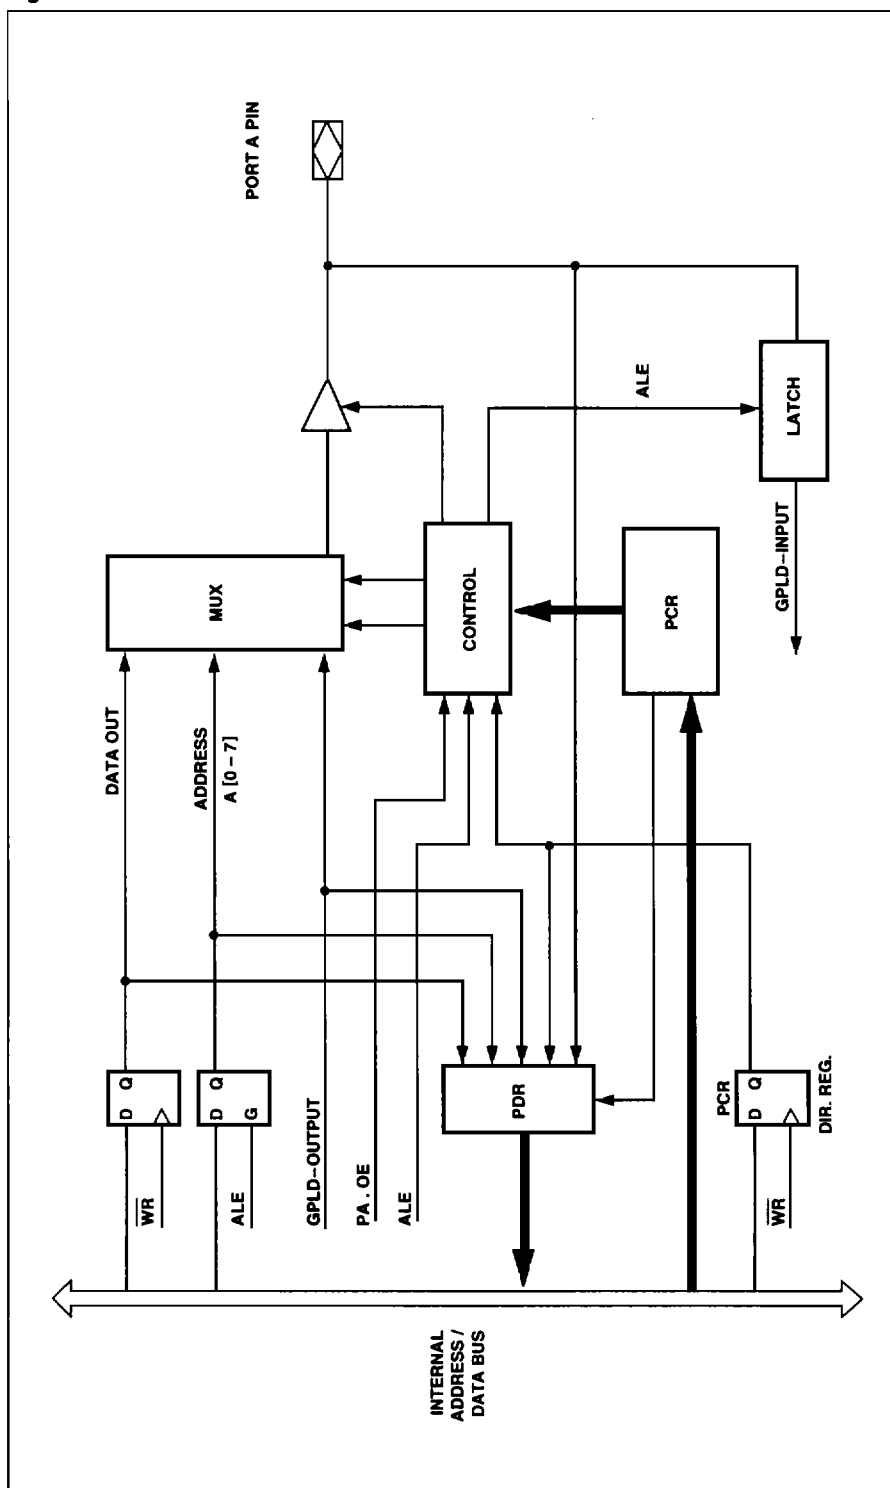 PORT A PIN
DATA OUT
ADDRESS
A [0 – 7]
MUX
CONTROL
PCR
ALE
LATCH
GPLD–INPUT
D Q
WR
D Q
G
ALE
GPLD–OUTPUT
PA . OE
ALE
PDR
PCR
D Q
DIR. REG.
WR
INTERNAL
ADDRESS /
DATA BUS